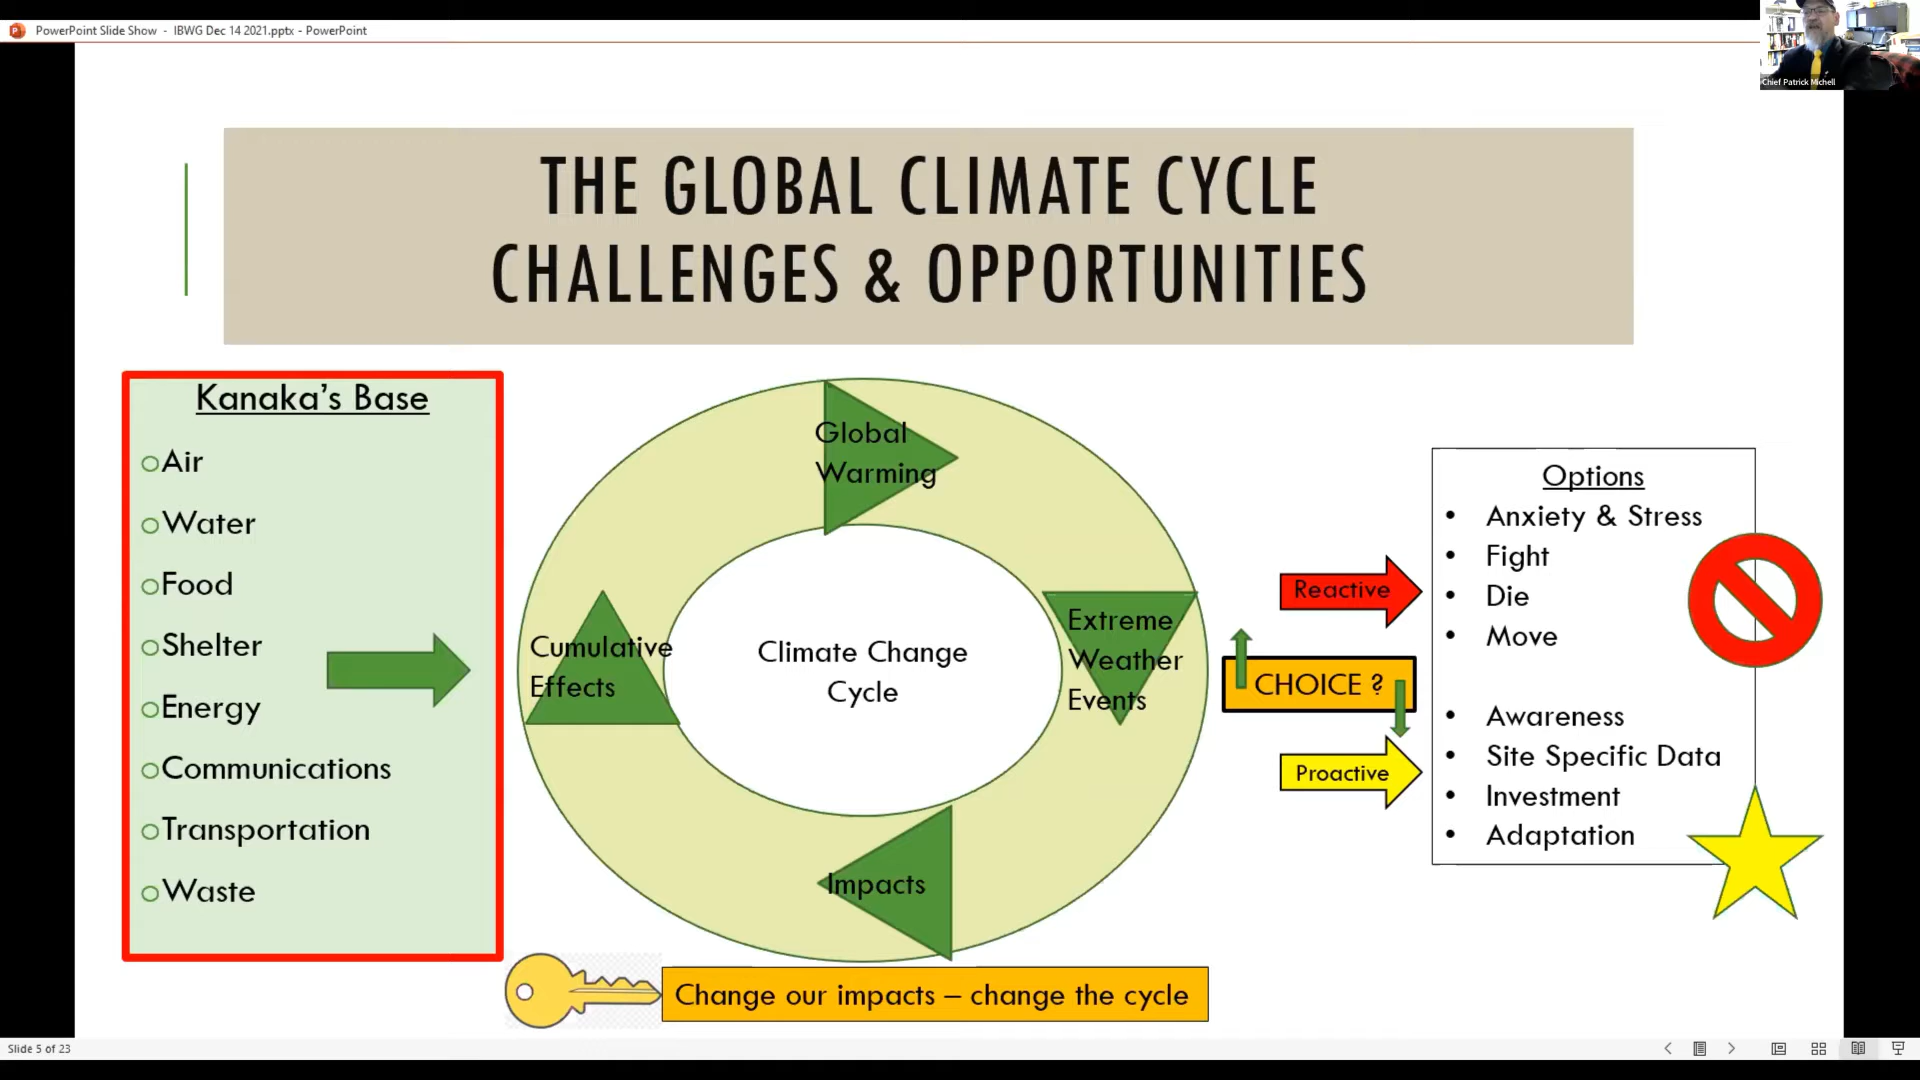 PowerPoint Slide Show - IBWG Dec 14 2021.pptx - PowerPoint
Chief Patrick Michell
THE GLOBAL CLIMATE CYCLE
CHALLENGES & OPPORTUNITIES
Kanaka's Base
Air
Water
Food
Shelter
Energy
Communications
Transportation
Waste
Global
Warming
Cumulative
Effects
Climate Change
Cycle
Extreme
Weather
Events
Impacts
Change our impacts – change the cycle
Reactive
CHOICE ?
Proactive
Options
• Anxiety & Stress
• Fight
• Die
• Move
• Awareness
• Site Specific Data
• Investment
• Adaptation
Slide 5 of 23